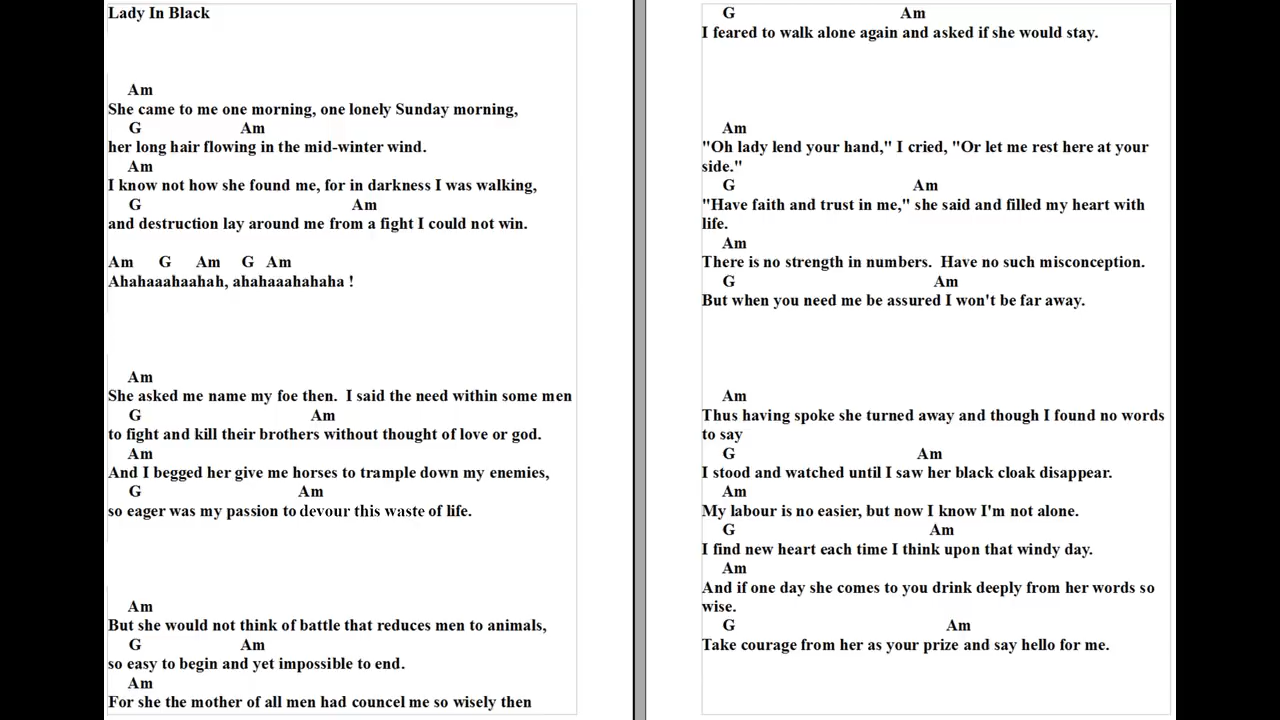 Lady In Black
Am
She came to me one morning, one lonely Sunday morning,
G Am
her long hair flowing in the mid-winter wind.
Am
I know not how she found me, for in darkness I was walking,
G Am
and destruction lay around me from a fight I could not win.
Am G Am G Am
Ahahaaahaahah, ahahaaahahaha !
Am
She asked me name my foe then. I said the need within some men
G Am
to fight and kill their brothers without thought of love or god.
Am
And I begged her give me horses to trample down my enemies,
G Am
so eager was my passion to devour this waste of life.
Am
But she would not think of battle that reduces men to animals,
G Am
so easy to begin and yet impossible to end.
Am
For she the mother of all men had councel me so wisely then
G Am
I feared to walk alone again and asked if she would stay.
Am
"Oh lady lend your hand," I cried, "Or let me rest here at your
side."
G Am
"Have faith and trust in me," she said and filled my heart with
life.
Am
There is no strength in numbers. Have no such misconception.
G Am
But when you need me be assured I won't be far away.
Am
Thus having spoke she turned away and though I found no words
to say
G Am
I stood and watched until I saw her black cloak disappear.
Am
My labour is no easier, but now I know I'm not alone.
G Am
I find new heart each time I think upon that windy day.
Am
And if one day she comes to you drink deeply from her words so
wise.
G Am
Take courage from her as your prize and say hello for me.